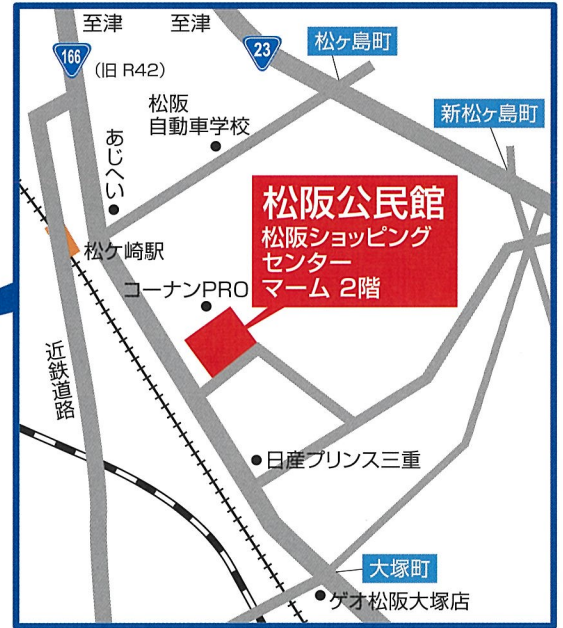 至津
至津
166
(旧 R42)
23
松ヶ島町
新松ヶ島町
松阪
自動車学校
あじへい
松阪公民館
松阪ショッピング
センター
マーム 2階
松ケ崎駅
コーナンPRO
近鉄道路
日産プリンス三重
大塚町
ゲオ松阪大塚店